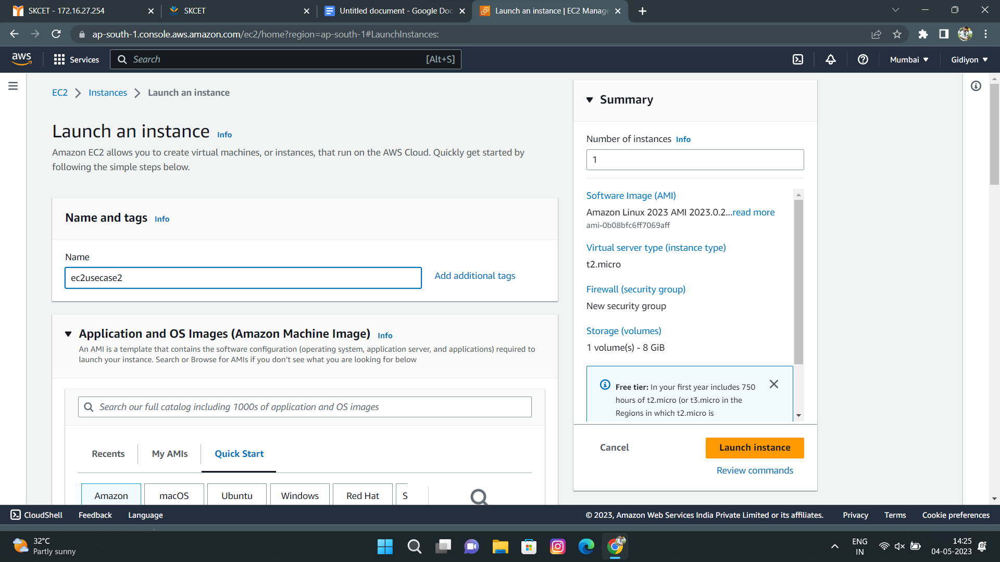 SKCET - 172.16.27.254
SKCET
Untitled document - Google Doc
Launch an instance | EC2 Manage
ap-south-1.console.aws.amazon.com/ec2/home?region=ap-south-1#LaunchInstances:
aws
Services
Search
[Alt+S]
Mumbai
Gidiyon
EC2
Instances
Launch an instance
Launch an instance Info
Amazon EC2 allows you to create virtual machines, or instances, that run on the AWS Cloud. Quickly get started by
following the simple steps below.
Name and tags Info
Name
ec2usecase2
Add additional tags
Application and OS Images (Amazon Machine Image) Info
An AMI is a template that contains the software configuration (operating system, application server, and applications) required to
launch your instance. Search or Browse for AMIs if you don't see what you are looking for below
Search our full catalog including 1000s of application and OS images
Recents
My AMIs
Quick Start
Amazon
macOS
Ubuntu
Windows
Red Hat
S
Summary
Number of instances Info
1
Software Image (AMI)
Amazon Linux 2023 AMI 2023.0.2...read more
ami-0b08bfc6ff7069aff
Virtual server type (instance type)
t2.micro
Firewall (security group)
New security group
Storage (volumes)
1 volume(s) - 8 GiB
Free tier: In your first year includes 750
hours of t2.micro (or t3.micro in the
Regions in which t2.micro is
Cancel
Launch instance
Review commands
CloudShell
Feedback
Language
© 2023, Amazon Web Services India Private Limited or its affiliates.
Privacy
Terms
Cookie preferences
32°C
Partly sunny
ENG
IN
14:25
04-05-2023